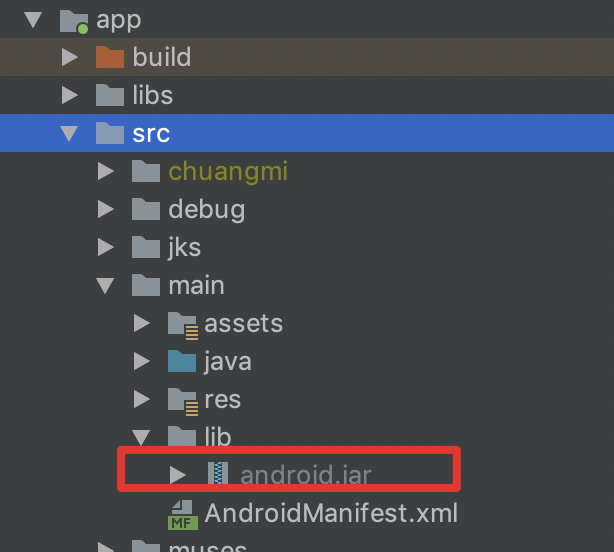 app
build
libs
src
chuangmi
debug
jks
main
assets
java
res
lib
android.jar
MF AndroidManifest.xml
muses